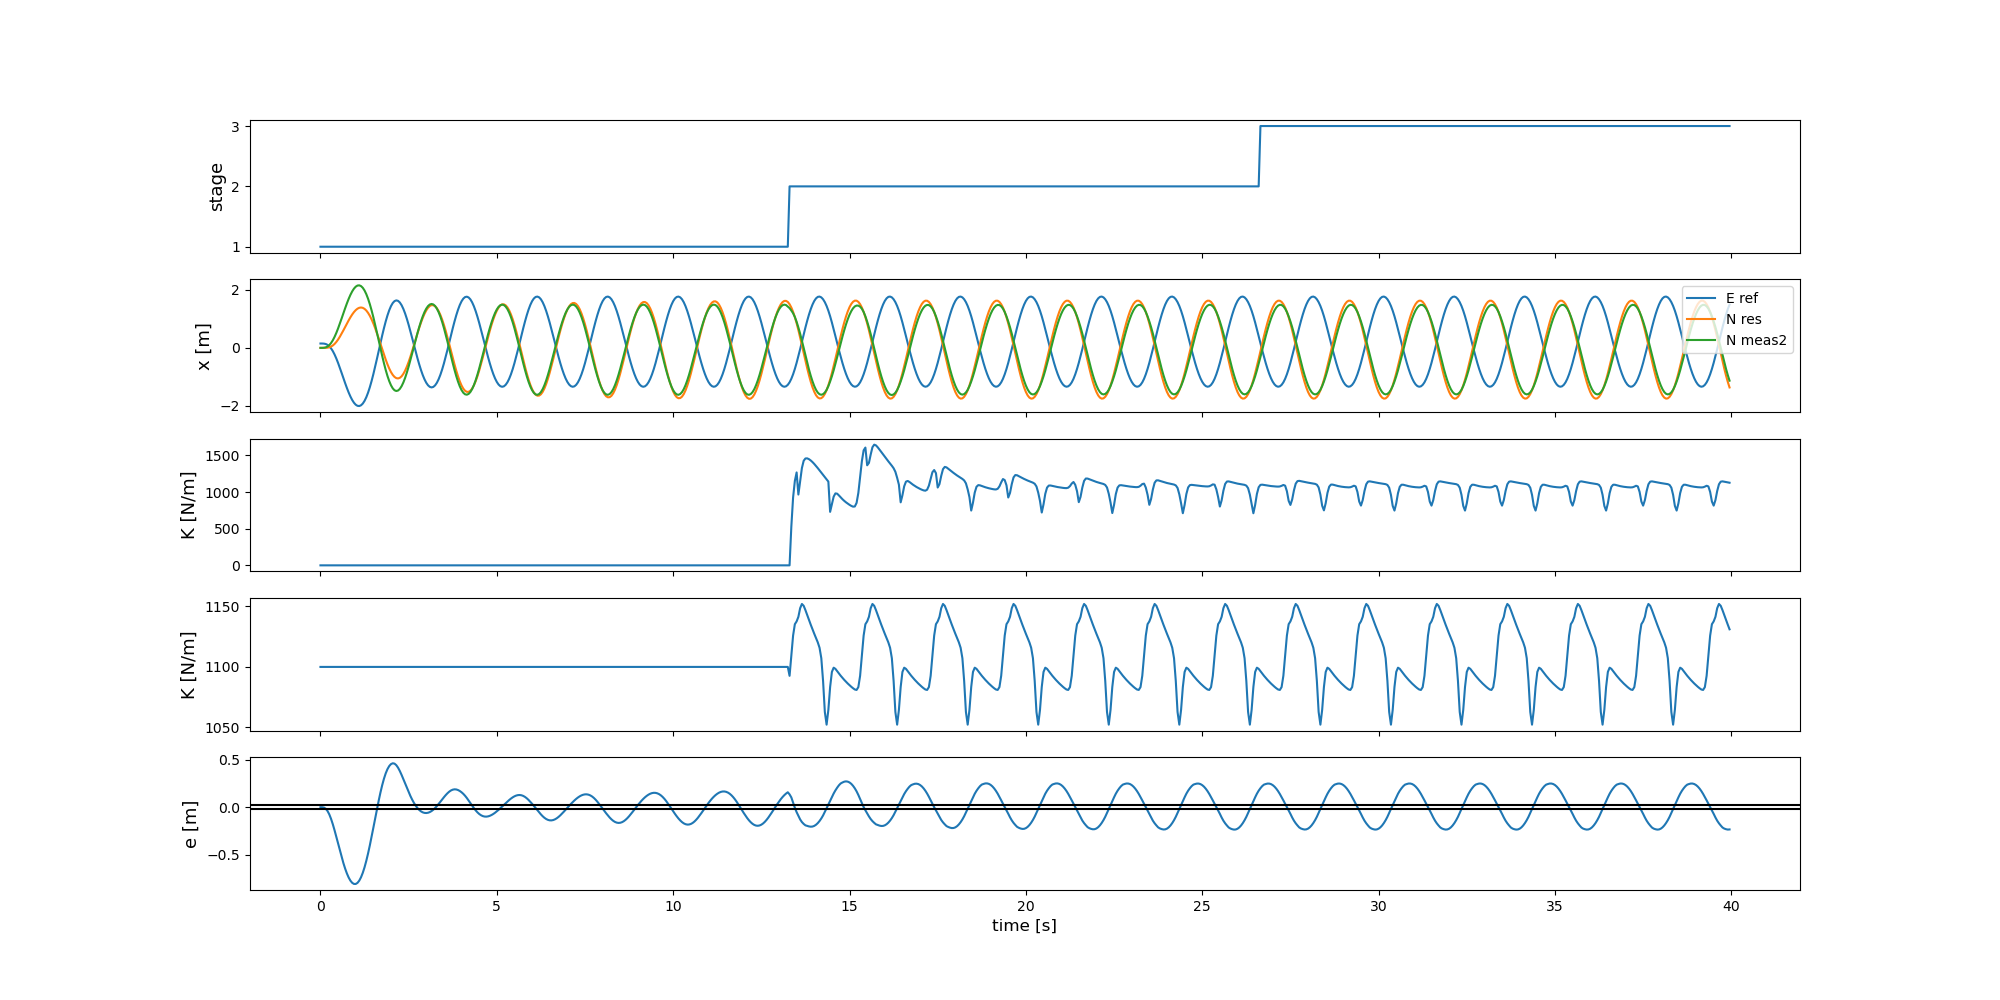 3
stage
2
1
2
x [m]
0
−2
E ref
N res
N meas2
1500
K [N/m]
1000
500
0
1150
K [N/m]
1100
1050
0.5
e [m]
0.0
−0.5
0 5 10 15 20 25 30 35 40
time [s]